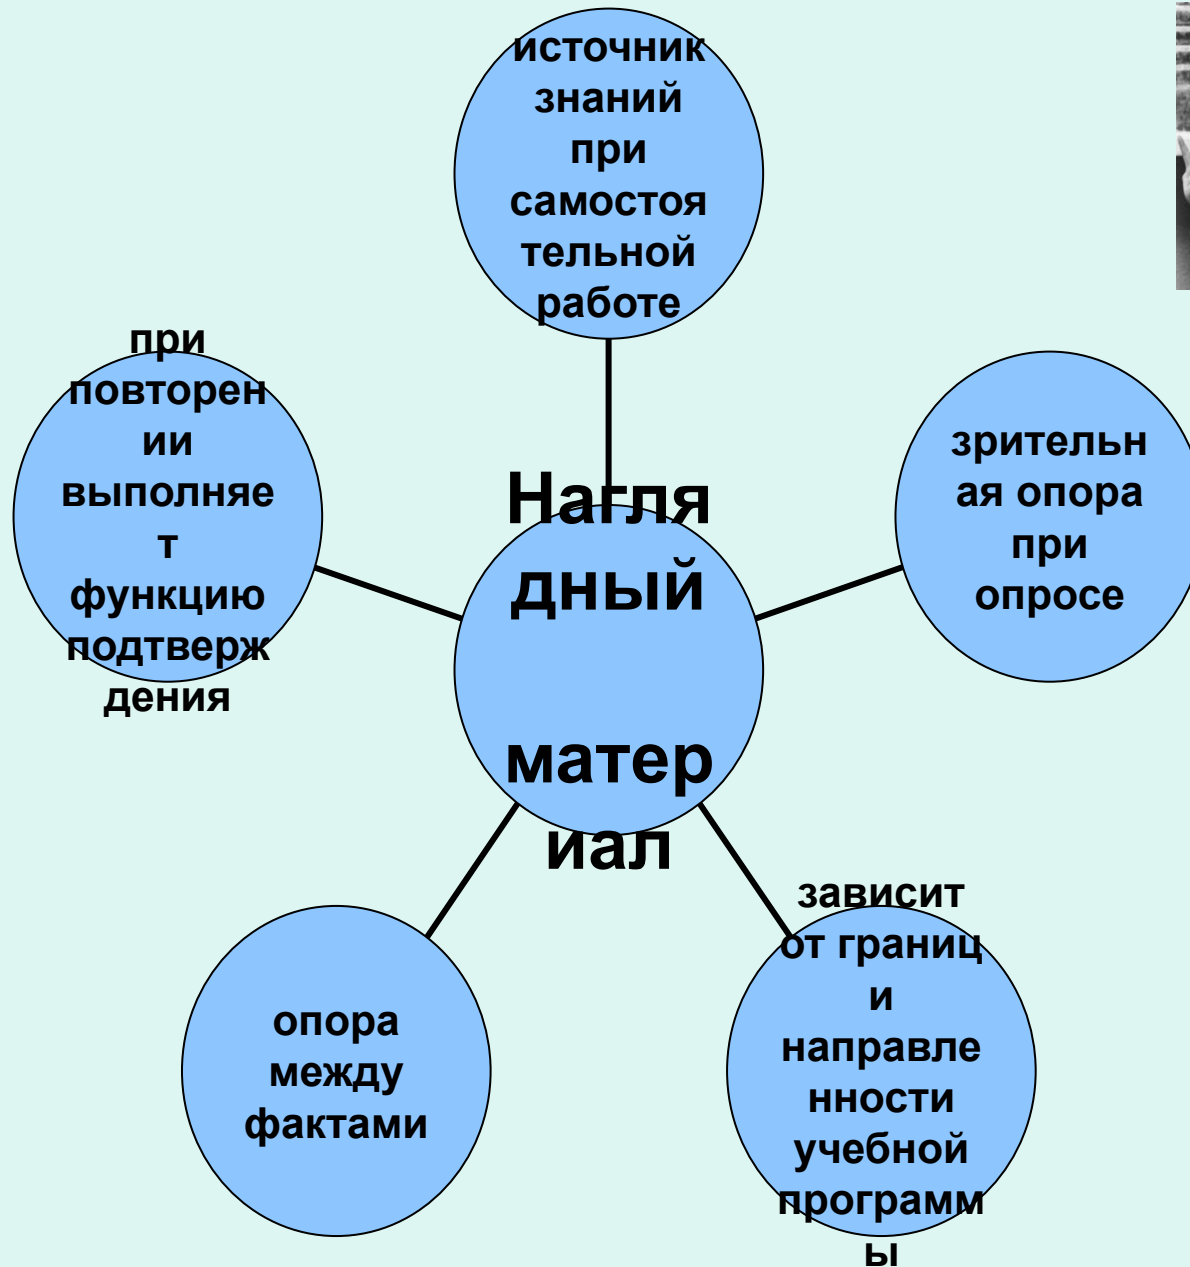 источник
знаний
при
самостоя
тельной
работе
при
повторен
ии
выполняе
т
функцию
подтверж
дения
зрительн
ая опора
при
опросе
Нагля
дный
матер
иал
опора
между
фактами
зависит
от границ
и
направле
нности
учебной
программ
ы